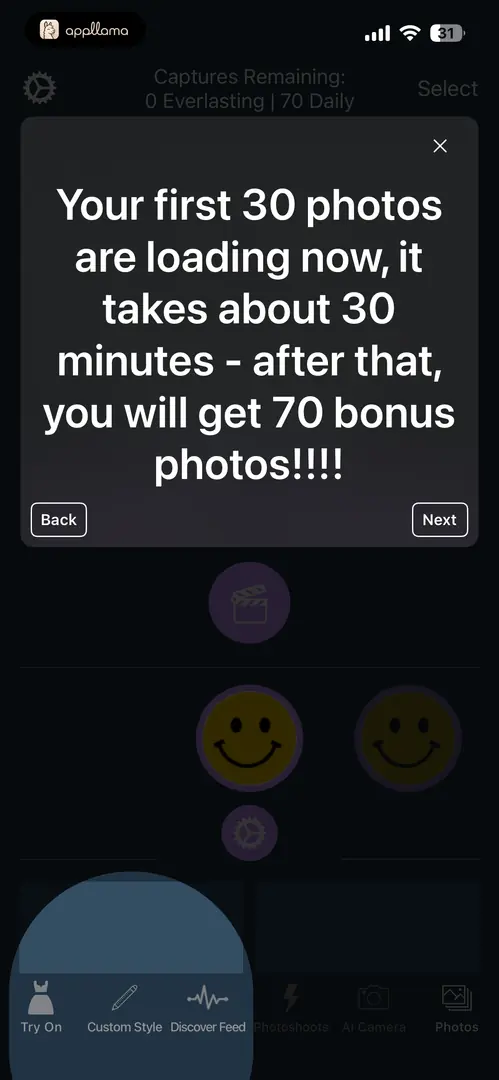 appllama
31
Captures Remaining:
0 Everlasting | 70 Daily
Select
Your first 30 photos
are loading now, it
takes about 30
minutes - after that,
you will get 70 bonus
photos!!!!
Back
Next
Try On
Custom Style
Discover Feed
Photoshoots
AI Camera
Photos